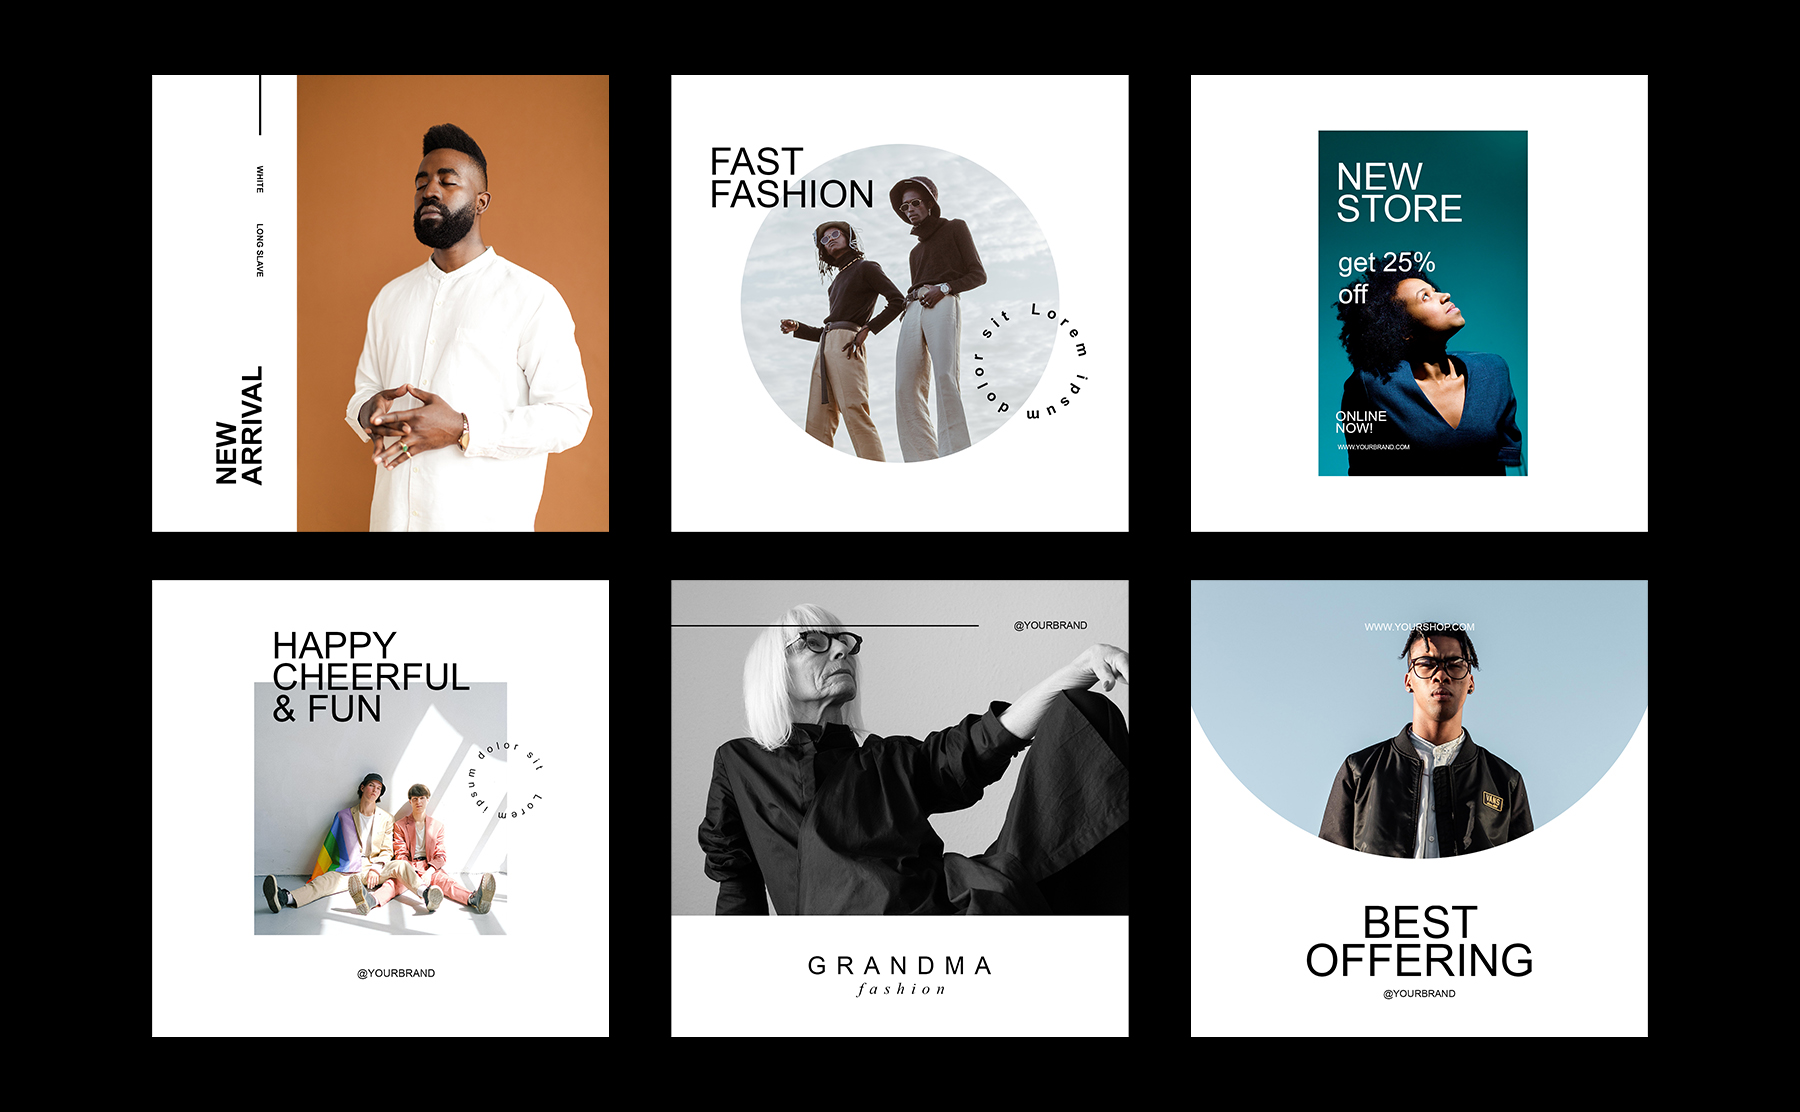 WHITE
LONG SLAVE
NEW
ARRIVAL
FAST
FASHION
Lorem ipsum dolor sit
NEW
STORE
get 25%
off
ONLINE
NOW!
WWW.YOURBRAND.COM
HAPPY
CHEERFUL
& FUN
Lorem ipsum dolor sit
@YOURBRAND
@YOURBRAND
GRANDMA
fashion
WWW.YOURSHOP.COM
VANS
BEST
OFFERING
@YOURBRAND